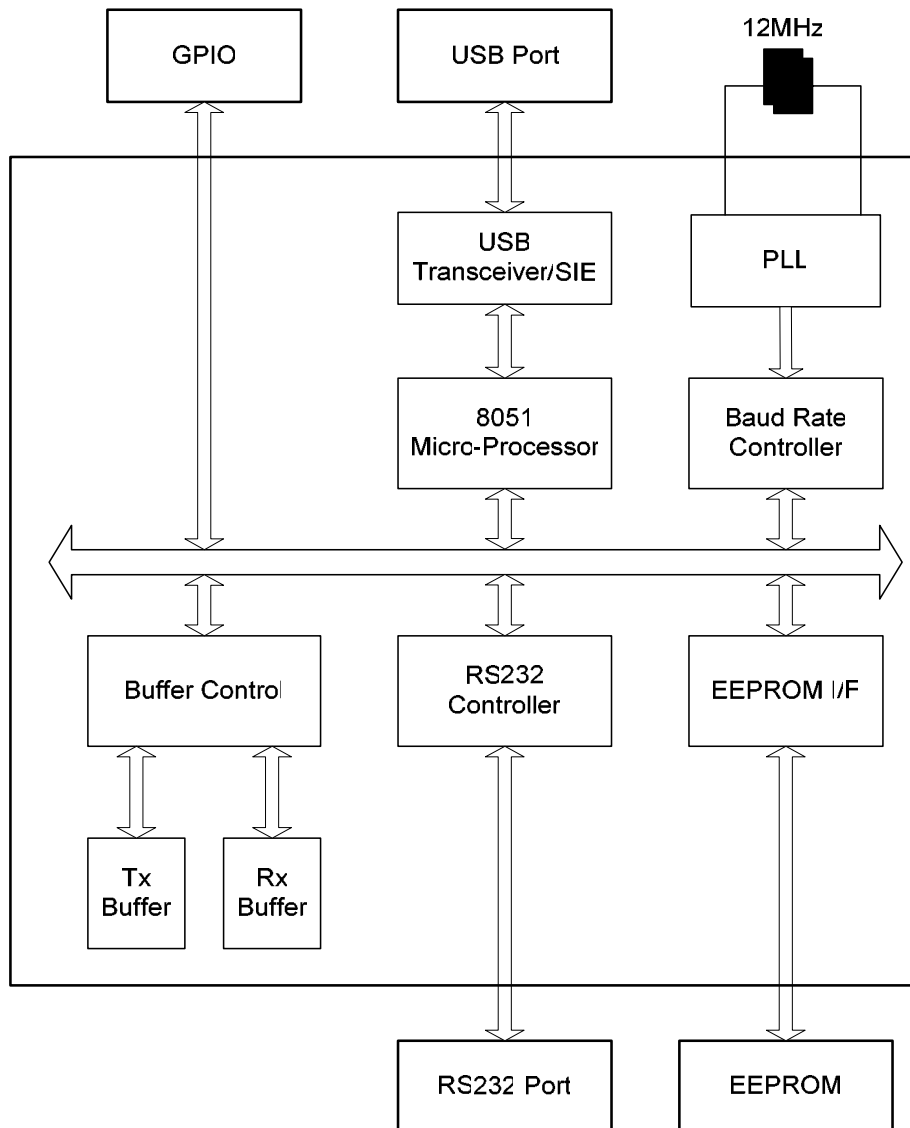 GPIO
USB Port
12MHz
USB
Transceiver/SIE
PLL
8051
Micro-Processor
Baud Rate
Controller
Buffer Control
RS232
Controller
EEPROM I/F
Tx
Buffer
Rx
Buffer
RS232 Port
EEPROM